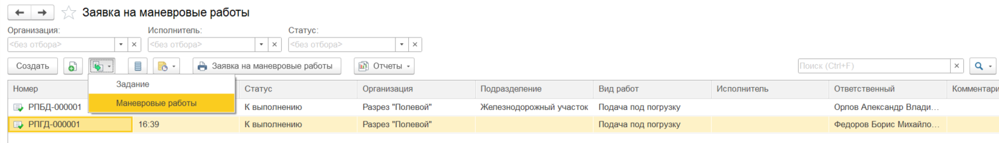 Заявка на маневровые работы
Организация: Исполнитель: Статус:
<без отбора> <без отбора> <без отбора>
Создать Заявка на маневровые работы Отчеты Поиск (Ctrl+F)
Задание
Маневровые работы
Номер Статус Организация Подразделение Вид работ Исполнитель Ответственный Комментари
РПБД-000001 К выполнению Разрез "Полевой" Железнодорожный участок Подача под погрузку Орлов Александр Влади...
РПГД-000001 16:39 К выполнению Разрез "Полевой" Подача под погрузку Федоров Борис Михайло...